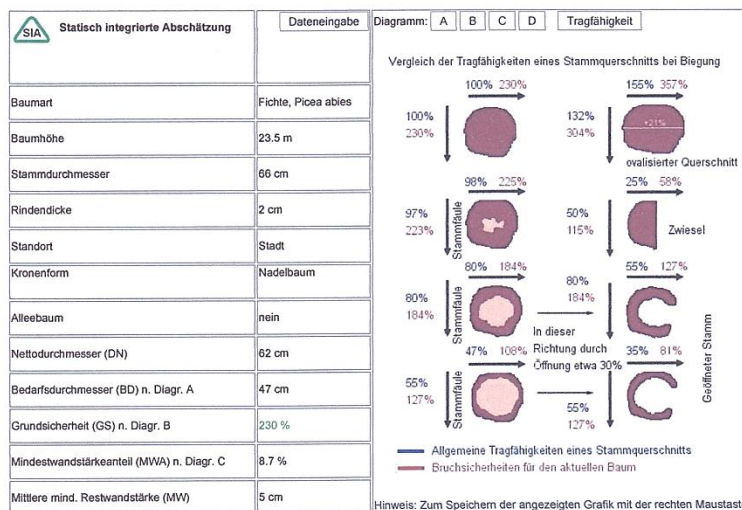 SIA Statisch integrierte Abschätzung Dateneingabe
Baumart Fichte, Picea abies
Baumhöhe 23.5 m
Stammdurchmesser 66 cm
Rindendicke 2 cm
Standort Stadt
Kronenform Nadelbaum
Alleebaum nein
Nettodurchmesser (DN) 62 cm
Bedarfsdurchmesser (BD) n. Diagr. A 47 cm
Grundsicherheit (GS) n. Diagr. B 230 %
Mindestwandstärkeanteil (MWA) n. Diagr. C 8.7 %
Mittlere mind. Restwandstärke (MW) 5 cm
Diagramm: A B C D Tragfähigkeit
Vergleich der Tragfähigkeiten eines Stammquerschnitts bei Biegung
100% 230% 155% 357%
100% 132%
230% 304%
+21%
ovalisierter Querschnitt
98% 225% 25% 58%
97% 50%
223% 115%
Stammfäule
Zwiesel
80% 184% 55% 127%
80% 80%
184% 184%
Stammfäule
In dieser
Richtung durch
Öffnung etwa 30%
47% 108% 35% 81%
55% 55%
127% 127%
Stammfäule
Geöffneter Stamm
Allgemeine Tragfähigkeiten eines Stammquerschnitts
Bruchsicherheiten für den aktuellen Baum
Hinweis: Zum Speichern der angezeigten Grafik mit der rechten Maustast